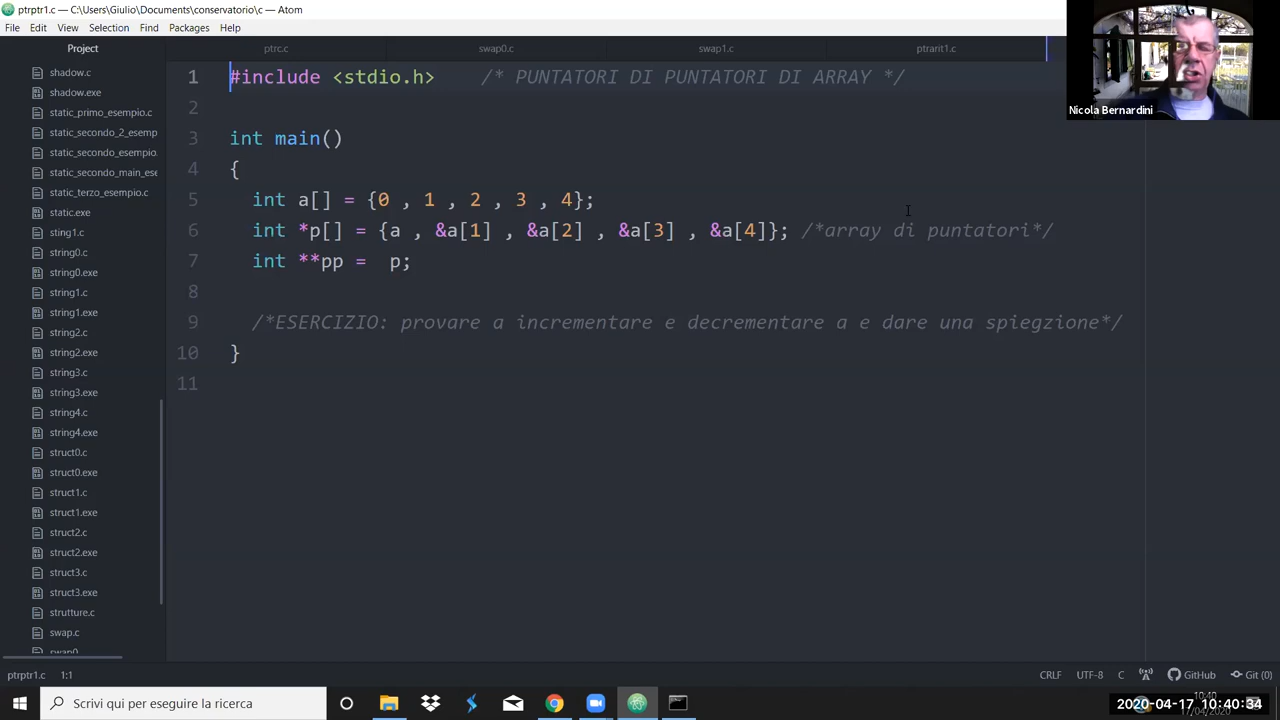 ptrptr1.c — C:\Users\Giulio\Documents\conservatorio\c — Atom
File Edit View Selection Find Packages Help
Project
ptrc.c swap0.c swap1.c ptrarit1.c
shadow.c
shadow.exe
static_primo_esempio.c
static_secondo_2_esemp
static_secondo_esempio.
static_secondo_main_ese
static_terzo_esempio.c
static.exe
sting1.c
string0.c
string0.exe
string1.c
string1.exe
string2.c
string2.exe
string3.c
string3.exe
string4.c
string4.exe
struct0.c
struct0.exe
struct1.c
struct1.exe
struct2.c
struct2.exe
struct3.c
struct3.exe
strutture.c
swap.c
swap0
1 #include <stdio.h> /* PUNTATORI DI PUNTATORI DI ARRAY */
2
3 int main()
4 {
5 int a[] = {0 , 1 , 2 , 3 , 4};
6 int *p[] = {a , &a[1] , &a[2] , &a[3] , &a[4]}; /*array di puntatori*/
7 int **pp = p;
8
9 /*ESERCIZIO: provare a incrementare e decrementare a e dare una spiegzione*/
10 }
11
Nicola Bernardini
ptrptr1.c 1:1
CRLF UTF-8 C GitHub Git (0)
Scrivi qui per eseguire la ricerca
10:40
2020-04-17 10:40:34
17/04/2020